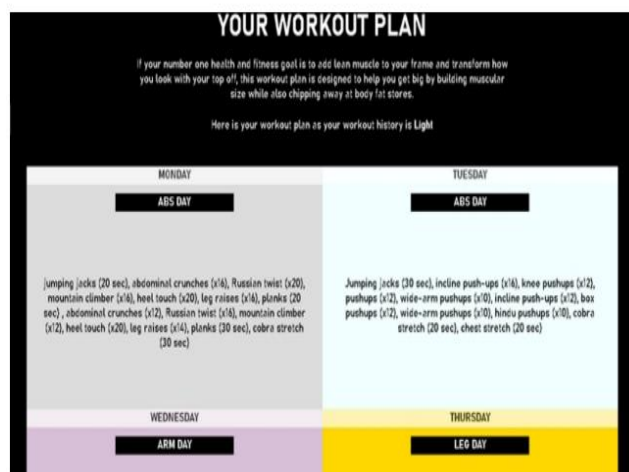 YOUR WORKOUT PLAN
If your number one health and fitness goal is to add lean muscle to your frame and transform how
you look with your top off, this workout plan is designed to help you get big by building muscular
size while also chipping away at body fat stores.
Here is your workout plan as your workout history is Light
MONDAY
ABS DAY
jumping jacks (20 sec), abdominal crunches (x16), Russian twist (x20),
mountain climber (x16), heel touch (x20), leg raises (x16), planks (20
sec) , abdominal crunches (x12), Russian twist (x16), mountain climber
(x12), heel touch (x20), leg raises (x14), planks (30 sec), cobra stretch
(30 sec)
TUESDAY
ABS DAY
Jumping jacks (30 sec), incline push-ups (x16), knee pushups (x12),
pushups (x12), wide-arm pushups (x10), incline push-ups (x12), box
pushups (x12), wide-arm pushups (x10), hindu pushups (x10), cobra
stretch (20 sec), chest stretch (20 sec)
WEDNESDAY
ARM DAY
THURSDAY
LEG DAY